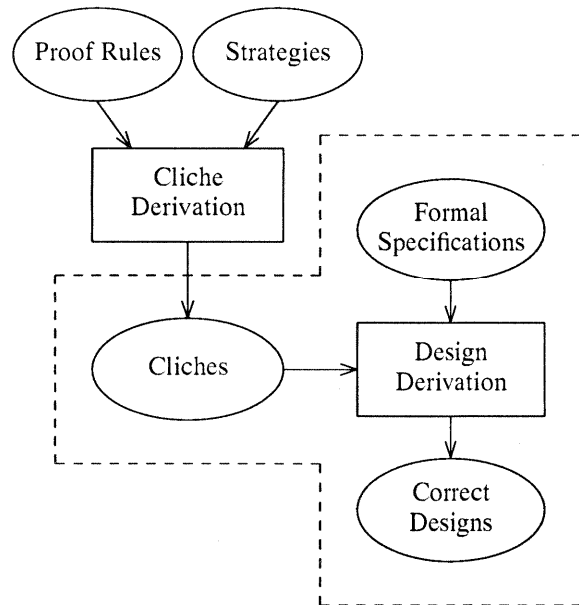 Proof Rules
Strategies
Cliche
Derivation
Formal
Specifications
Cliches
Design
Derivation
Correct
Designs